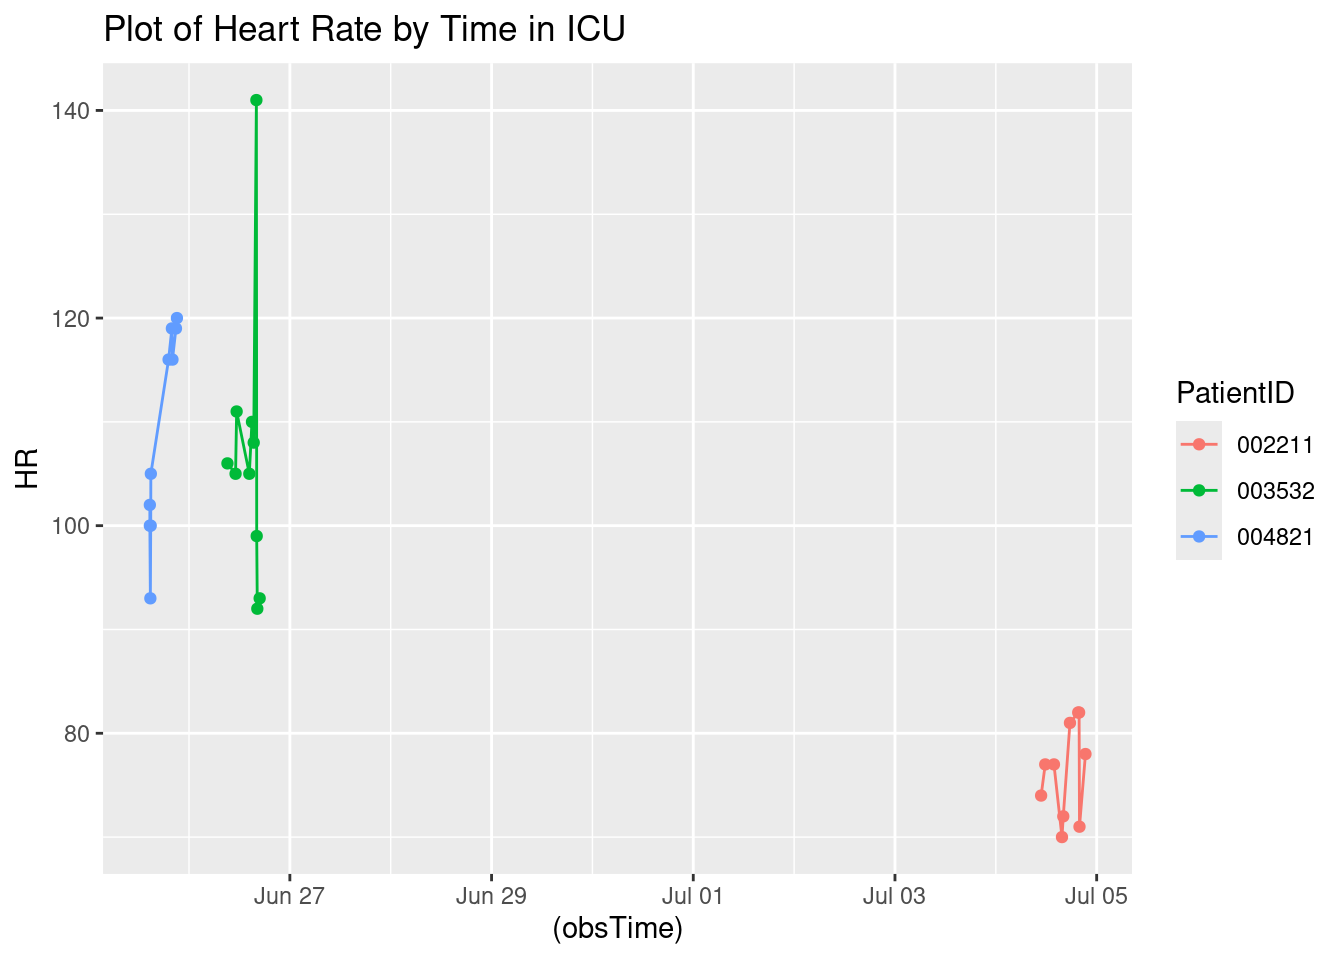 Plot of Heart Rate by Time in ICU
140
120
100
80
HR
Jun 27
Jun 29
Jul 01
Jul 03
Jul 05
(obsTime)
PatientID
002211
003532
004821